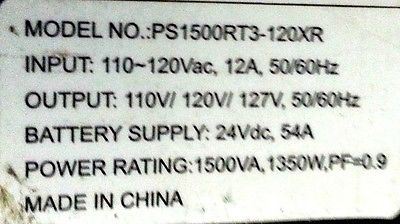 MODEL NO.:PS1500RT3-120XR
INPUT: 110~120Vac, 12A, 50/60Hz
OUTPUT: 110V/ 120V/ 127V, 50/60Hz
BATTERY SUPPLY: 24Vdc, 54A
POWER RATING:1500VA,1350W,PF=0.9
MADE IN CHINA